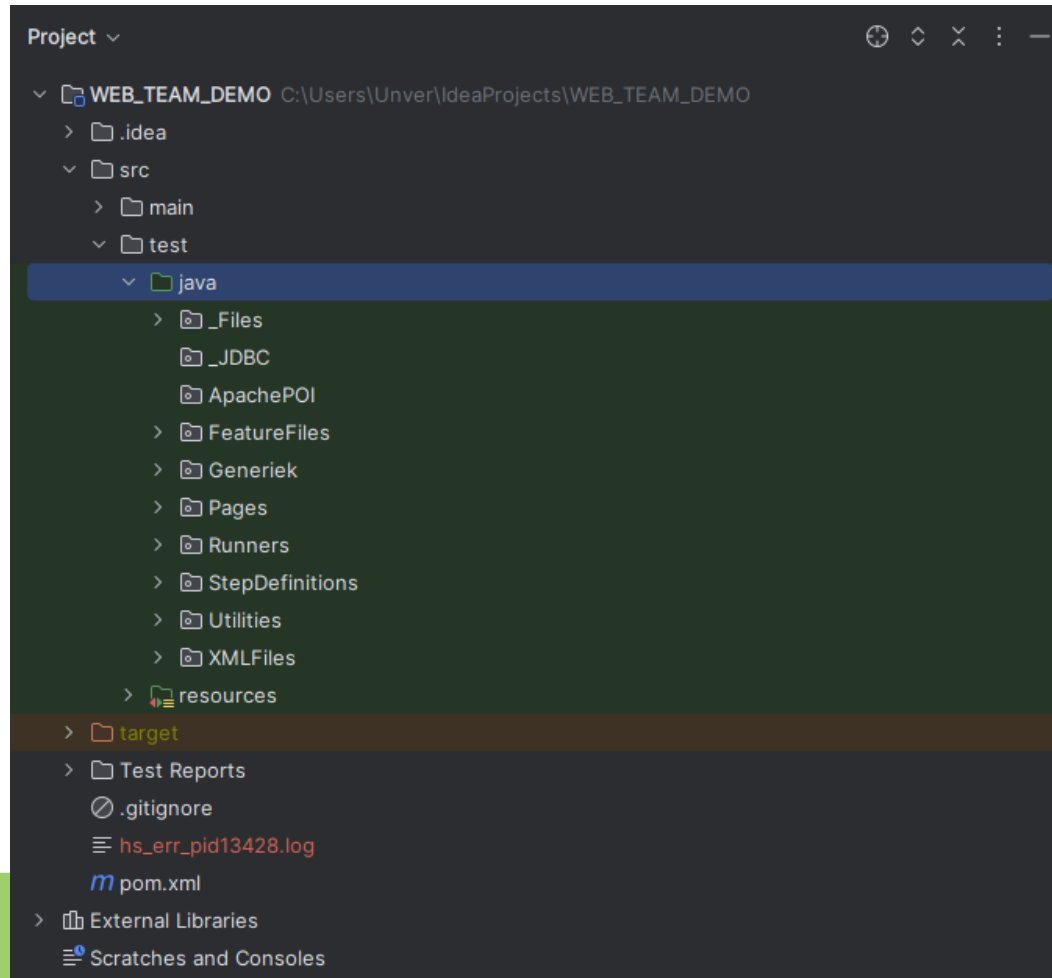 Project
WEB_TEAM_DEMO C:\Users\Unver\IdeaProjects\WEB_TEAM_DEMO
.idea
src
main
test
java
_Files
_JDBC
ApachePOI
FeatureFiles
Generiek
Pages
Runners
StepDefinitions
Utilities
XMLFiles
resources
target
Test Reports
.gitignore
hs_err_pid13428.log
m pom.xml
External Libraries
Scratches and Consoles